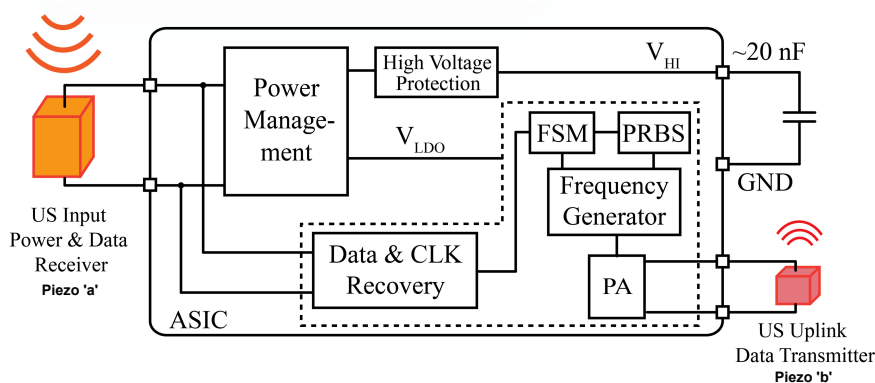 High Voltage
Protection
V_HI
~20 nF
Power
Manage-
ment
V_LDO
FSM
PRBS
GND
Frequency
Generator
US Input
Power & Data
Receiver
Piezo 'a'
Data & CLK
Recovery
PA
ASIC
US Uplink
Data Transmitter
Piezo 'b'